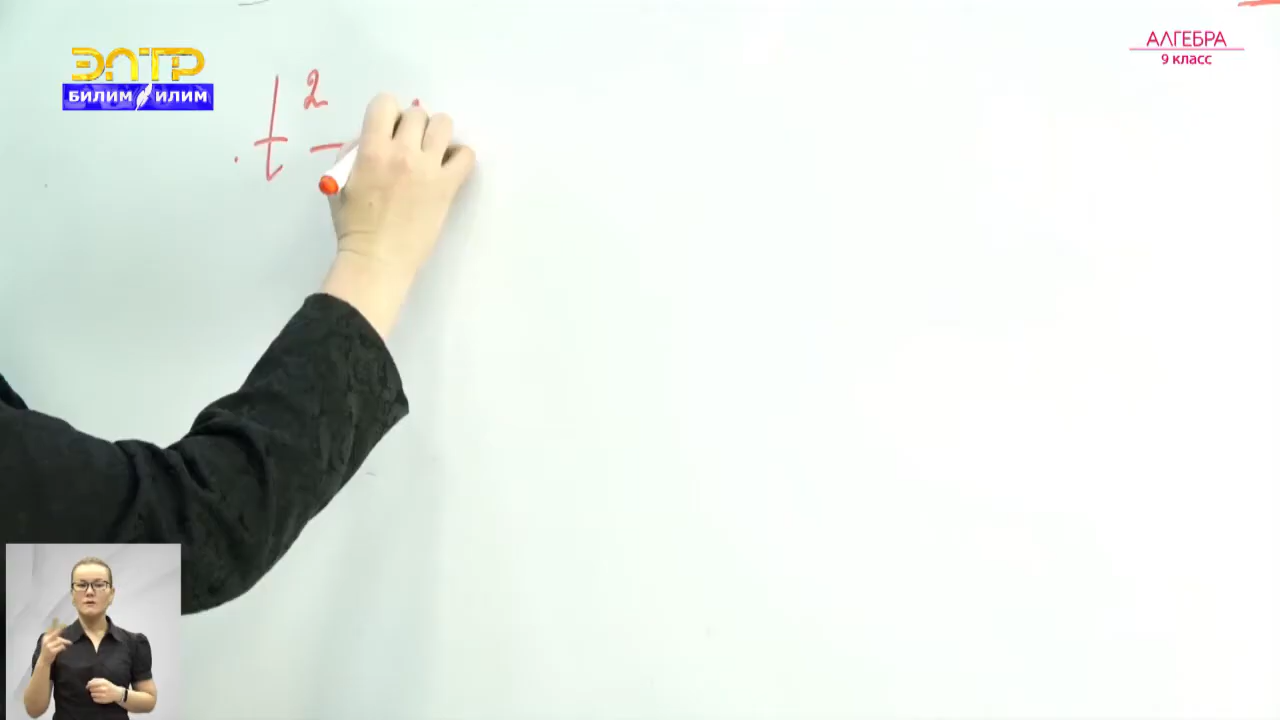 ЭЛТР
БИЛИМ ИЛИМ
АЛГЕБРА
9 класс
t² –